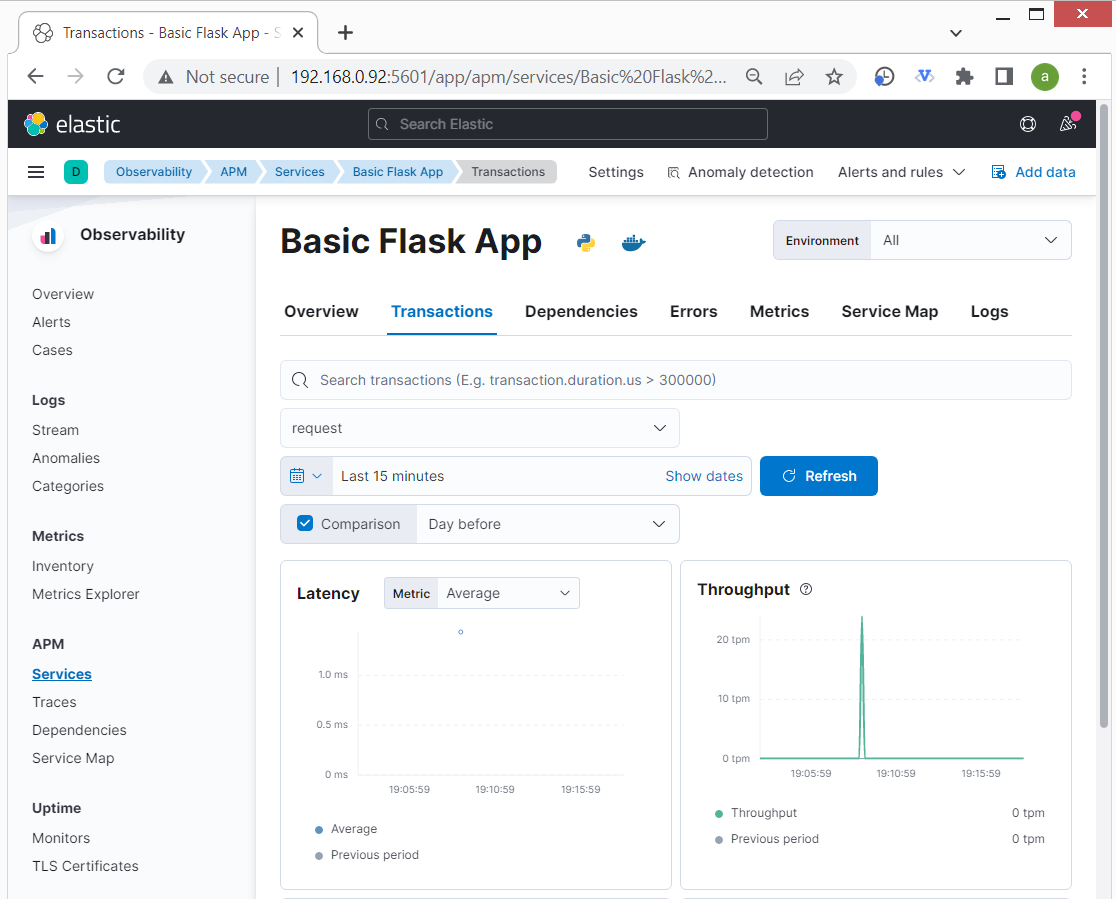 Transactions - Basic Flask App - S
Not secure | 192.168.0.92:5601/app/apm/services/Basic%20Flask%2... a
elastic Search Elastic
D Observability APM Services Basic Flask App Transactions Settings Anomaly detection Alerts and rules Add data
Observability
Overview
Alerts
Cases
Logs
Stream
Anomalies
Categories
Metrics
Inventory
Metrics Explorer
APM
Services
Traces
Dependencies
Service Map
Uptime
Monitors
TLS Certificates
Basic Flask App Environment All
Overview Transactions Dependencies Errors Metrics Service Map Logs
Search transactions (E.g. transaction.duration.us > 300000)
request
Last 15 minutes Show dates Refresh
Comparison Day before
Latency Metric Average
1.0 ms
0.5 ms
0 ms
19:05:59 19:10:59 19:15:59
Average
Previous period
Throughput
20 tpm
10 tpm
0 tpm
19:05:59 19:10:59 19:15:59
Throughput 0 tpm
Previous period 0 tpm